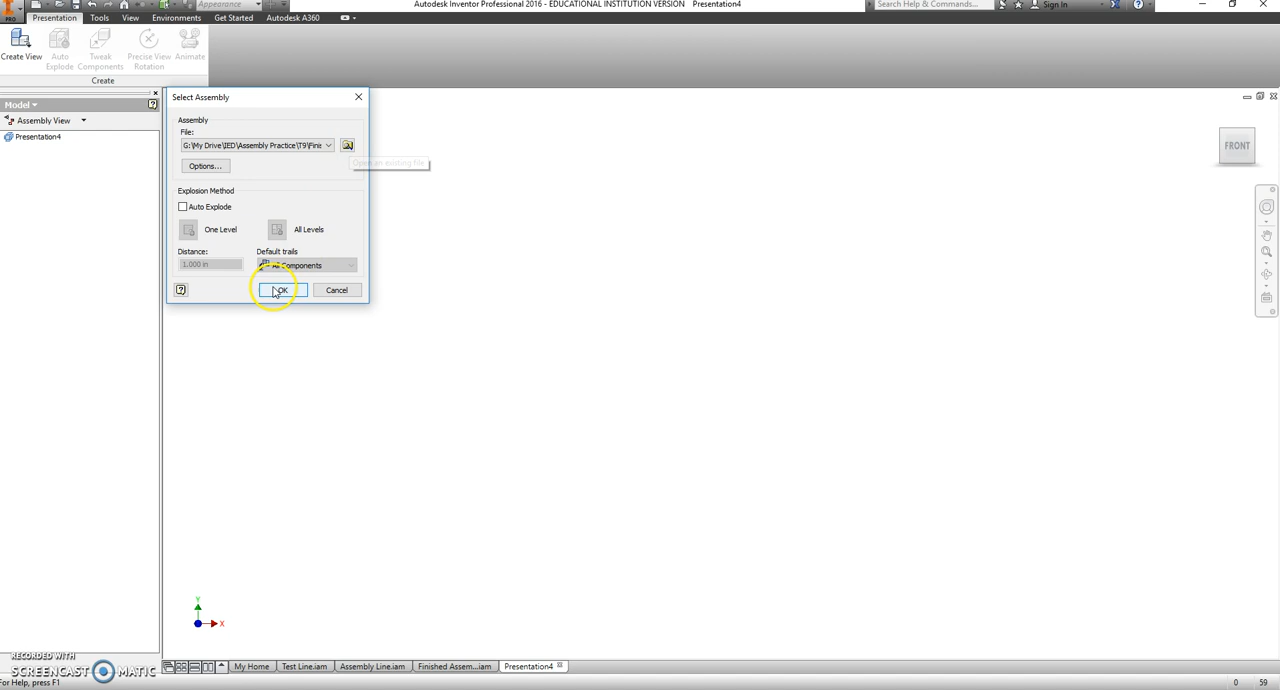 PRO
Appearance
Autodesk Inventor Professional 2016 - EDUCATIONAL INSTITUTION VERSION Presentation4
Search Help & Commands...
Sign In
Presentation Tools View Environments Get Started Autodesk A360
Create View
Auto Explode
Tweak Components
Precise View Rotation
Animate
Create
Model
Assembly View
Presentation4
Select Assembly
Assembly
File:
G:\My Drive\IED\Assembly Practice\T9\Finis
Options...
Open an existing file
Explosion Method
Auto Explode
One Level
All Levels
Distance:
Default trails
1.000 in
All Components
OK
Cancel
FRONT
Y
X
RECORDED WITH
SCREENCAST MATIC
My Home
Test Line.iam
Assembly Line.iam
Finished Assem...iam
Presentation4
For Help, press F1
0
59